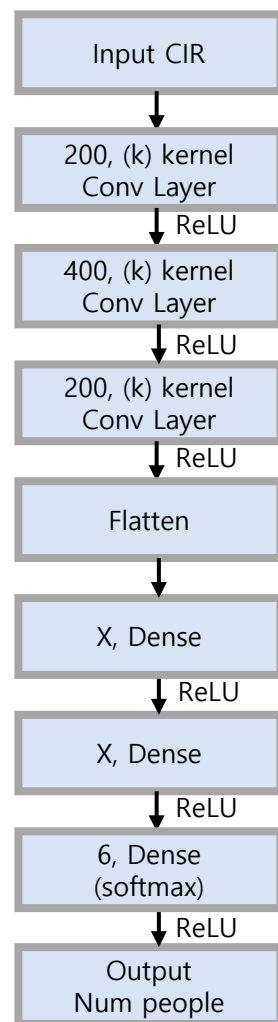 Input CIR
200, (k) kernel
Conv Layer
ReLU
400, (k) kernel
Conv Layer
ReLU
200, (k) kernel
Conv Layer
ReLU
Flatten
X, Dense
ReLU
X, Dense
ReLU
6, Dense
(softmax)
ReLU
Output
Num people